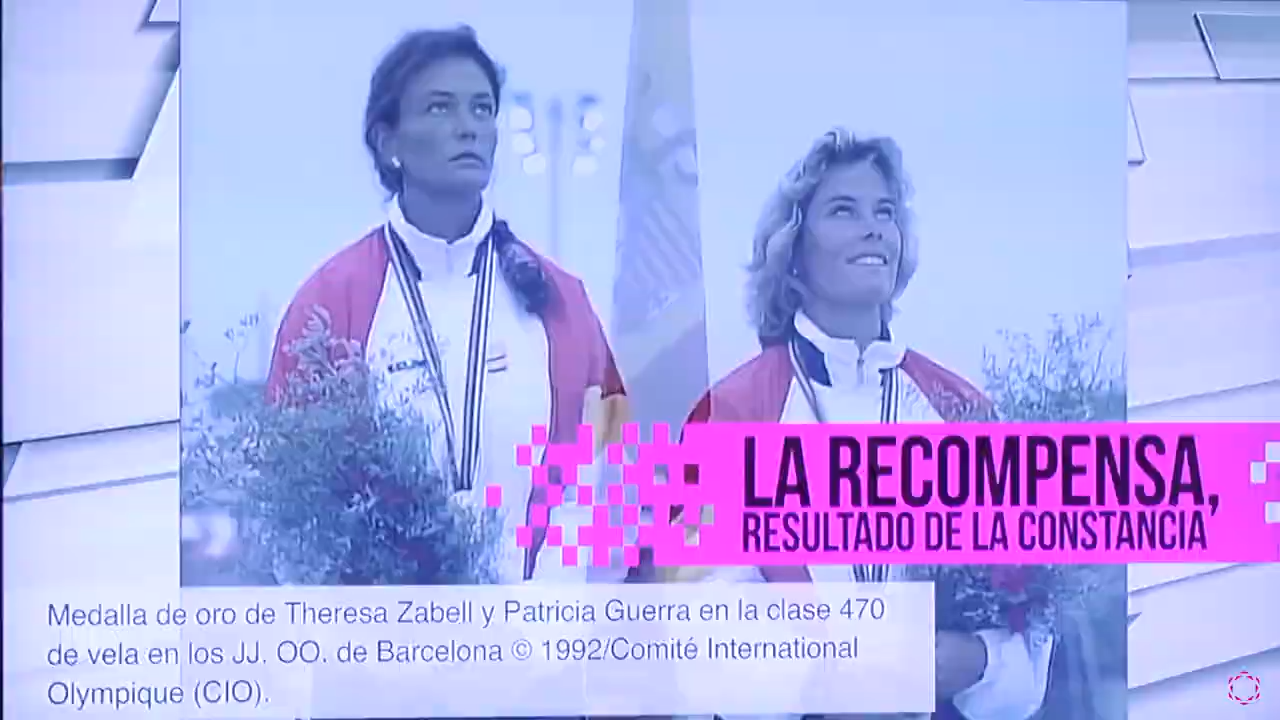 LA RECOMPENSA,
RESULTADO DE LA CONSTANCIA
Medalla de oro de Theresa Zabell y Patricia Guerra en la clase 470
de vela en los JJ. OO. de Barcelona © 1992/Comité International
Olympique (CIO).